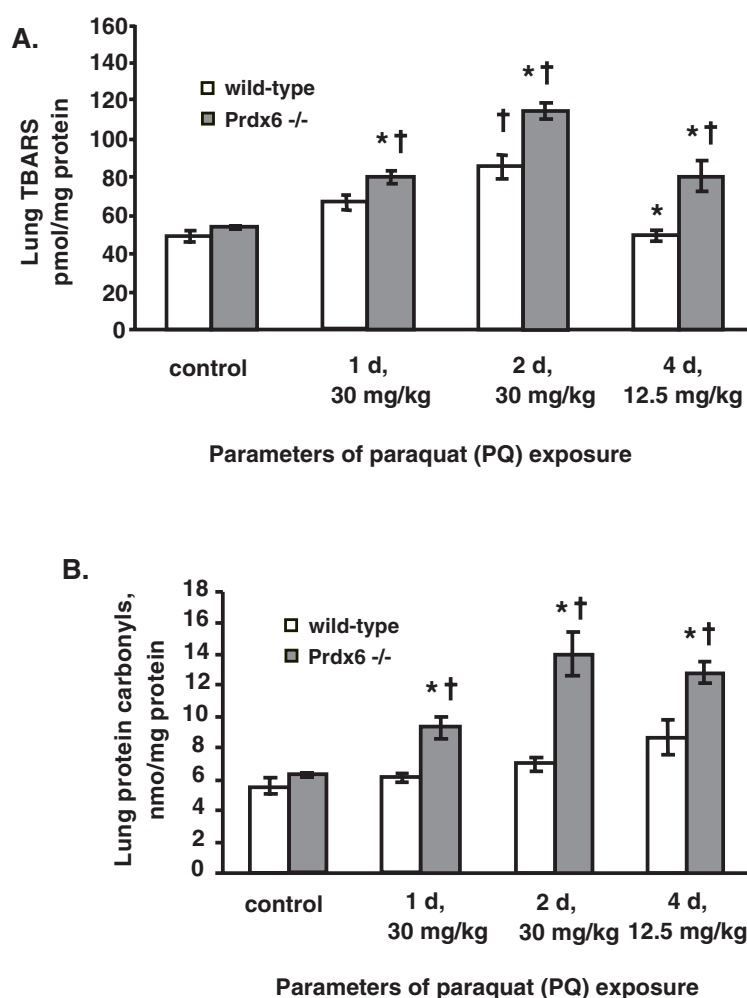 A.
Lung TBARS
pmol/mg protein
160
140
120
100
80
60
40
20
0
wild-type
Prdx6 -/-
* †
†
* †
*
* †
control
1 d,
30 mg/kg
2 d,
30 mg/kg
4 d,
12.5 mg/kg
Parameters of paraquat (PQ) exposure
B.
Lung protein carbonyls,
nmo/mg protein
18
16
14
12
10
8
6
4
2
0
wild-type
Prdx6 -/-
* †
* †
* †
control
1 d,
30 mg/kg
2 d,
30 mg/kg
4 d,
12.5 mg/kg
Parameters of paraquat (PQ) exposure